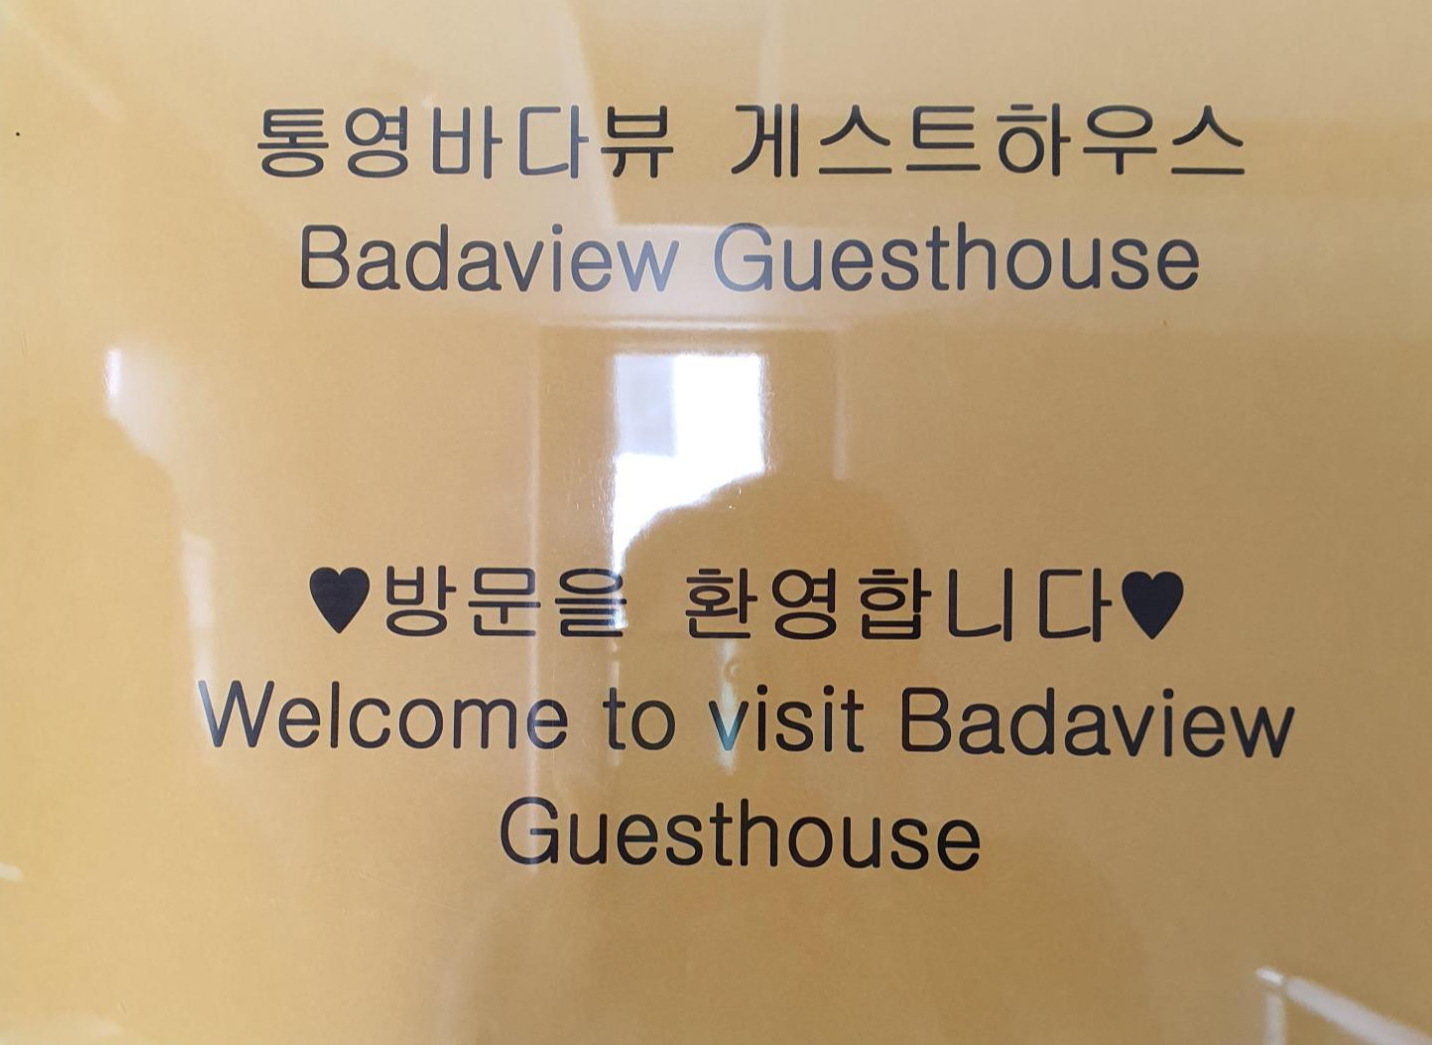 통영바다뷰 게스트하우스
Badaview Guesthouse
♥방문을 환영합니다♥
Welcome to visit Badaview
Guesthouse